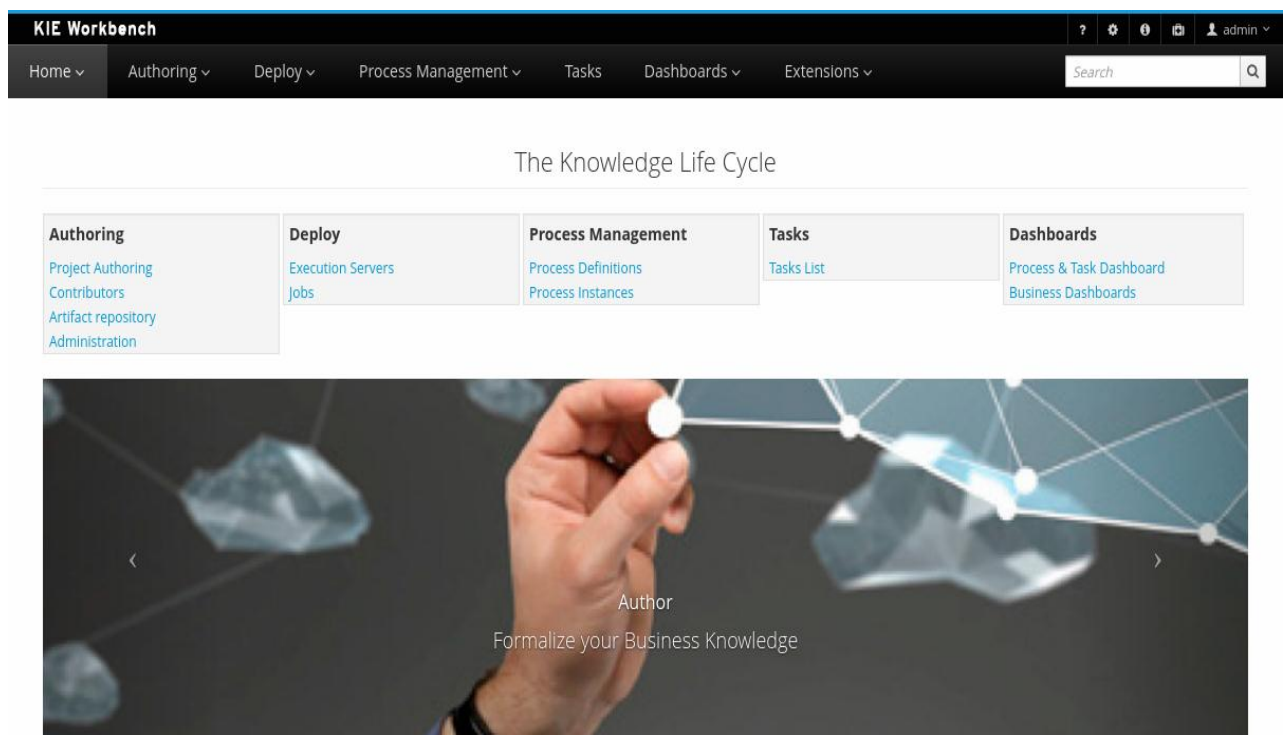 KIE Workbench
? admin
Home Authoring Deploy Process Management Tasks Dashboards Extensions Search
The Knowledge Life Cycle
Authoring
Project Authoring
Contributors
Artifact repository
Administration
Deploy
Execution Servers
Jobs
Process Management
Process Definitions
Process Instances
Tasks
Tasks List
Dashboards
Process & Task Dashboard
Business Dashboards
Author
Formalize your Business Knowledge